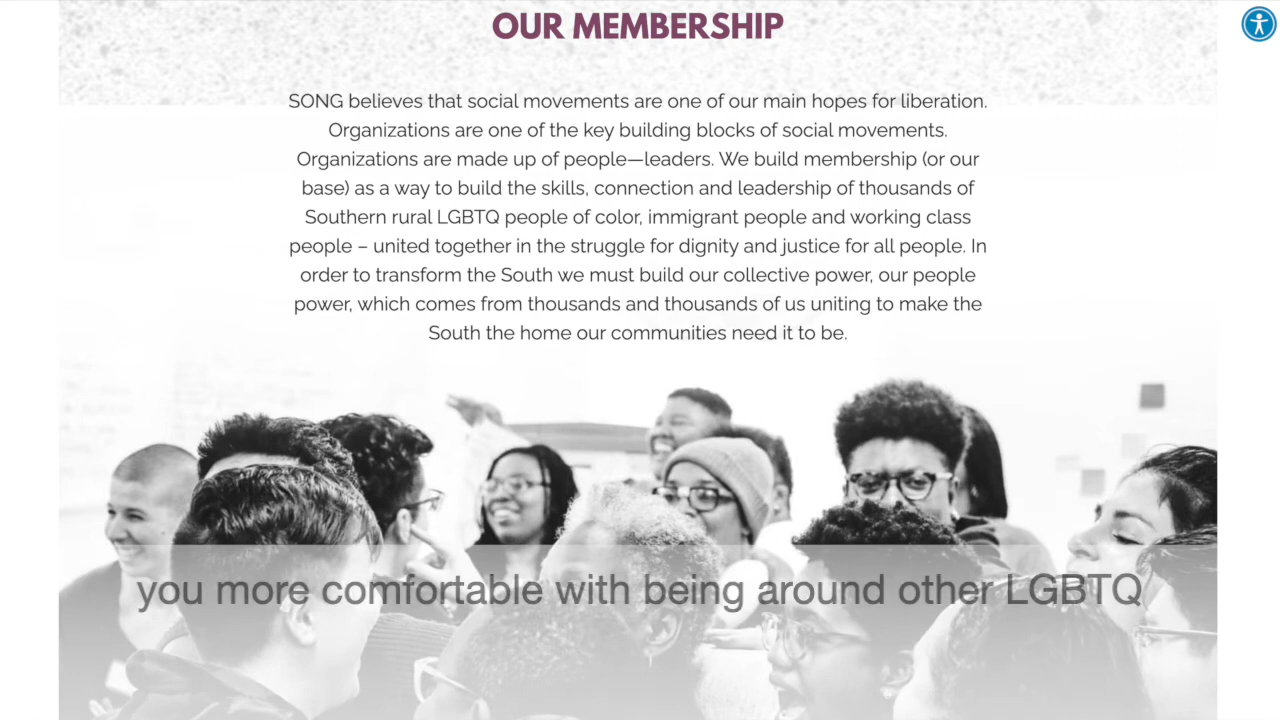 OUR MEMBERSHIP
SONG believes that social movements are one of our main hopes for liberation.
Organizations are one of the key building blocks of social movements.
Organizations are made up of people—leaders. We build membership (or our
base) as a way to build the skills, connection and leadership of thousands of
Southern rural LGBTQ people of color, immigrant people and working class
people – united together in the struggle for dignity and justice for all people. In
order to transform the South we must build our collective power, our people
power, which comes from thousands and thousands of us uniting to make the
South the home our communities need it to be.
you more comfortable with being around other LGBTQ